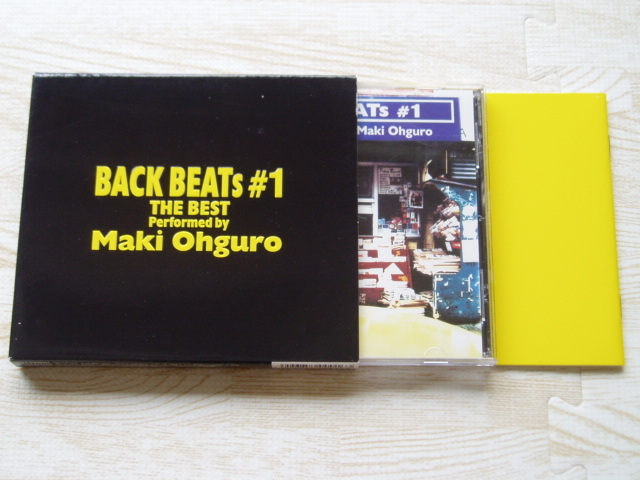 BACK BEATs #1
THE BEST
Performed by
Maki Ohguro
ATs #1
Maki Ohguro